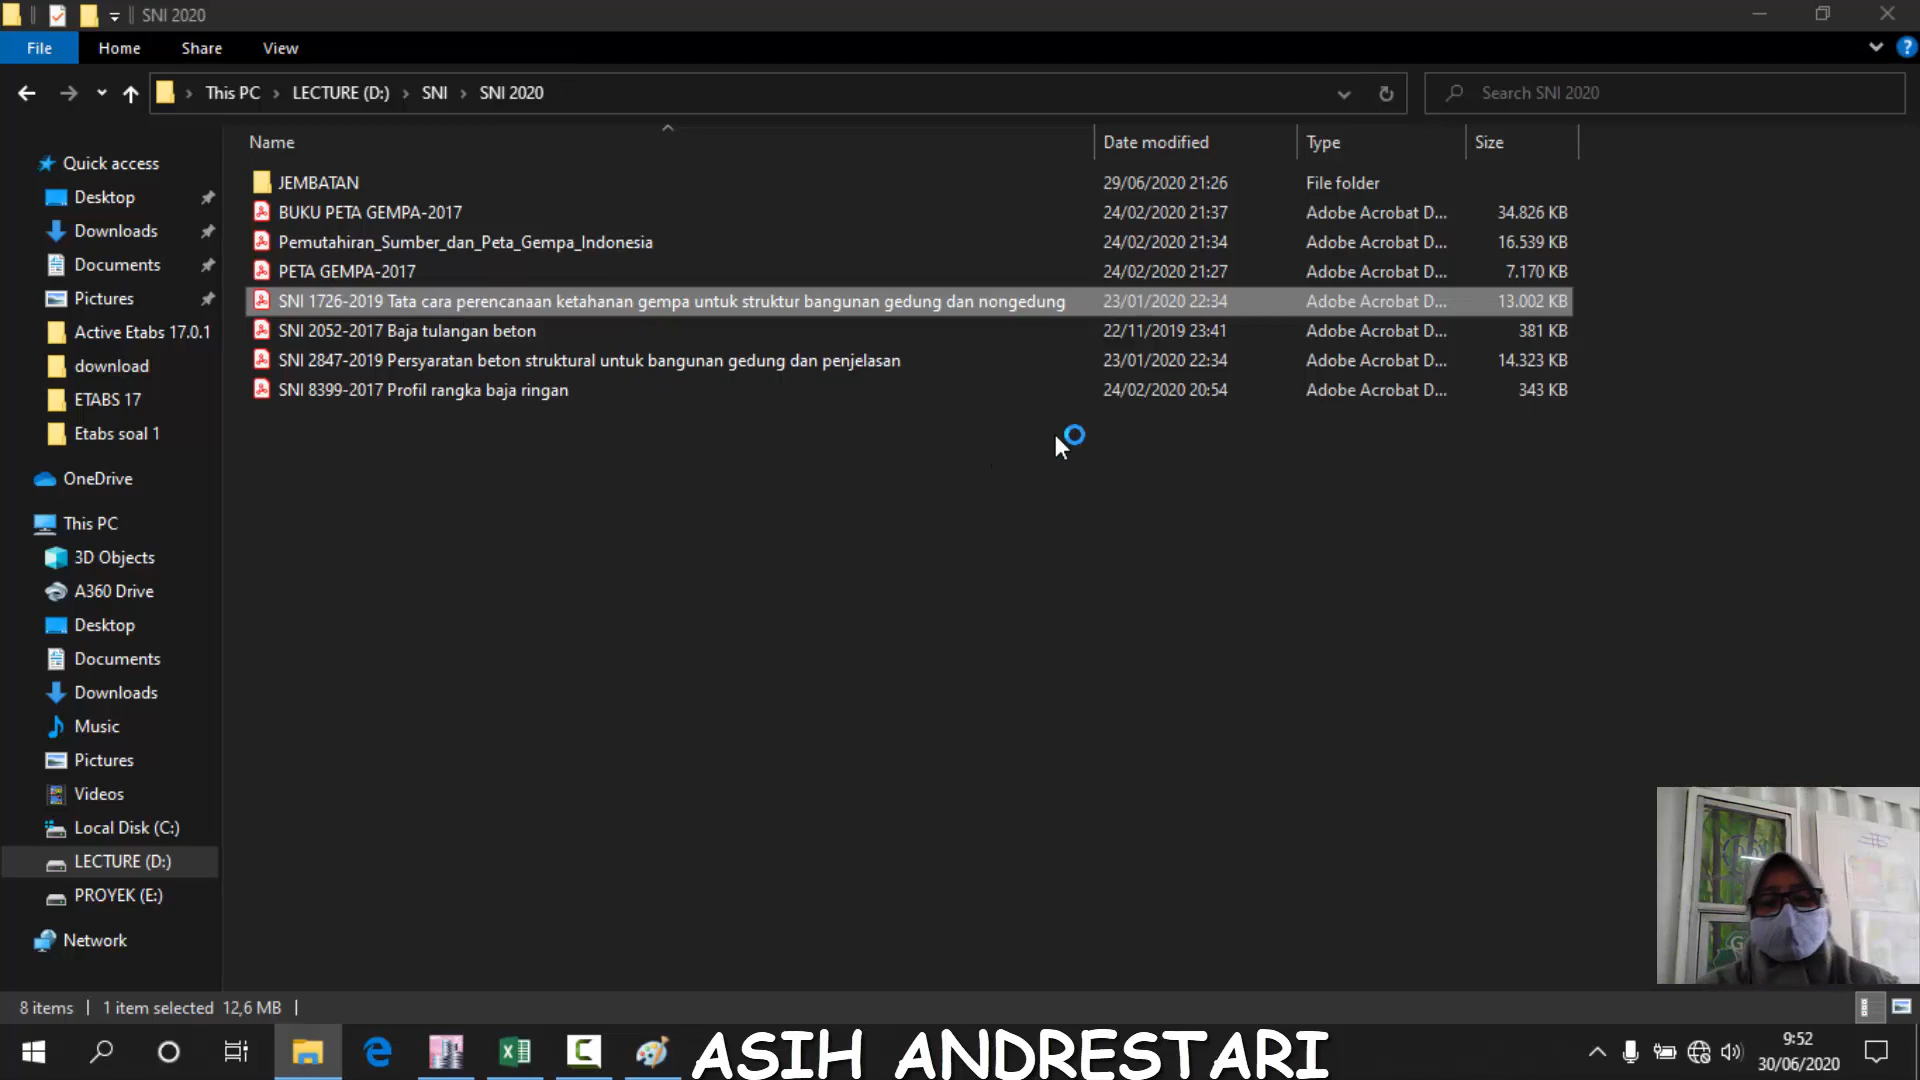 SNI 2020
File Home Share View
This PC LECTURE (D:) SNI SNI 2020 Search SNI 2020
Name Date modified Type Size
JEMBATAN 29/06/2020 21:26 File folder
BUKU PETA GEMPA-2017 24/02/2020 21:37 Adobe Acrobat D... 34.826 KB
Pemutahiran_Sumber_dan_Peta_Gempa_Indonesia 24/02/2020 21:34 Adobe Acrobat D... 16.539 KB
PETA GEMPA-2017 24/02/2020 21:27 Adobe Acrobat D... 7.170 KB
SNI 1726-2019 Tata cara perencanaan ketahanan gempa untuk struktur bangunan gedung dan nongedung 23/01/2020 22:34 Adobe Acrobat D... 13.002 KB
SNI 2052-2017 Baja tulangan beton 22/11/2019 23:41 Adobe Acrobat D... 381 KB
SNI 2847-2019 Persyaratan beton struktural untuk bangunan gedung dan penjelasan 23/01/2020 22:34 Adobe Acrobat D... 14.323 KB
SNI 8399-2017 Profil rangka baja ringan 24/02/2020 20:54 Adobe Acrobat D... 343 KB
Quick access
Desktop
Downloads
Documents
Pictures
Active Etabs 17.0.1
download
ETABS 17
Etabs soal 1
OneDrive
This PC
3D Objects
A360 Drive
Desktop
Documents
Downloads
Music
Pictures
Videos
Local Disk (C:)
LECTURE (D:)
PROYEK (E:)
Network
8 items 1 item selected 12,6 MB
ASIH ANDRESTARI
9:52
30/06/2020